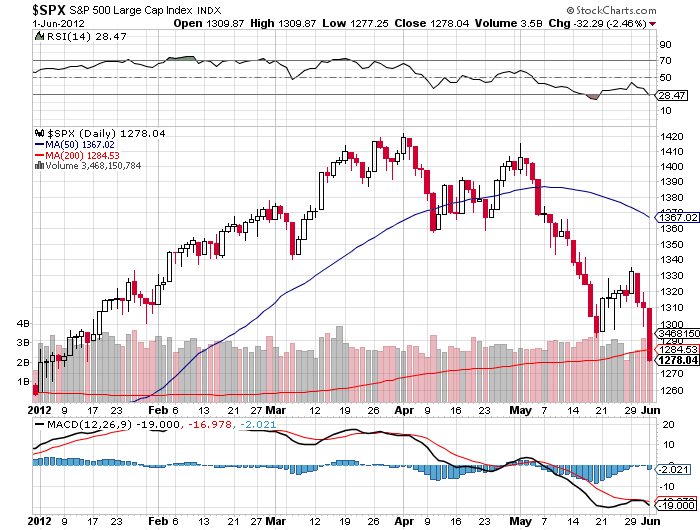 $SPX S&P 500 Large Cap Index INDX © StockCharts.com
1-Jun-2012 Open 1309.87 High 1309.87 Low 1277.25 Close 1278.04 Volume 3.5B Chg -32.29 (-2.46%)
RSI(14) 28.47
90
70
50
30
28.47
10
$SPX (Daily) 1278.04
MA(50) 1367.02
MA(200) 1284.53
Volume 3,468,150,784
1420
1410
1400
1390
1380
1370
1367.02
1360
1350
1340
1330
1320
1310
1300
3468150
1290
1284.53
1278.04
1270
1260
4B
3B
2B
1B
2012 9 17 23 Feb 6 13 21 27 Mar 12 19 26 Apr 9 16 23 May 7 14 21 29 Jun
MACD(12,26,9) -19.000, -16.978, -2.021
20
10
-2.021
-10
-19.000
2012 9 17 23 Feb 6 13 21 27 Mar 12 19 26 Apr 9 16 23 May 7 14 21 29 Jun